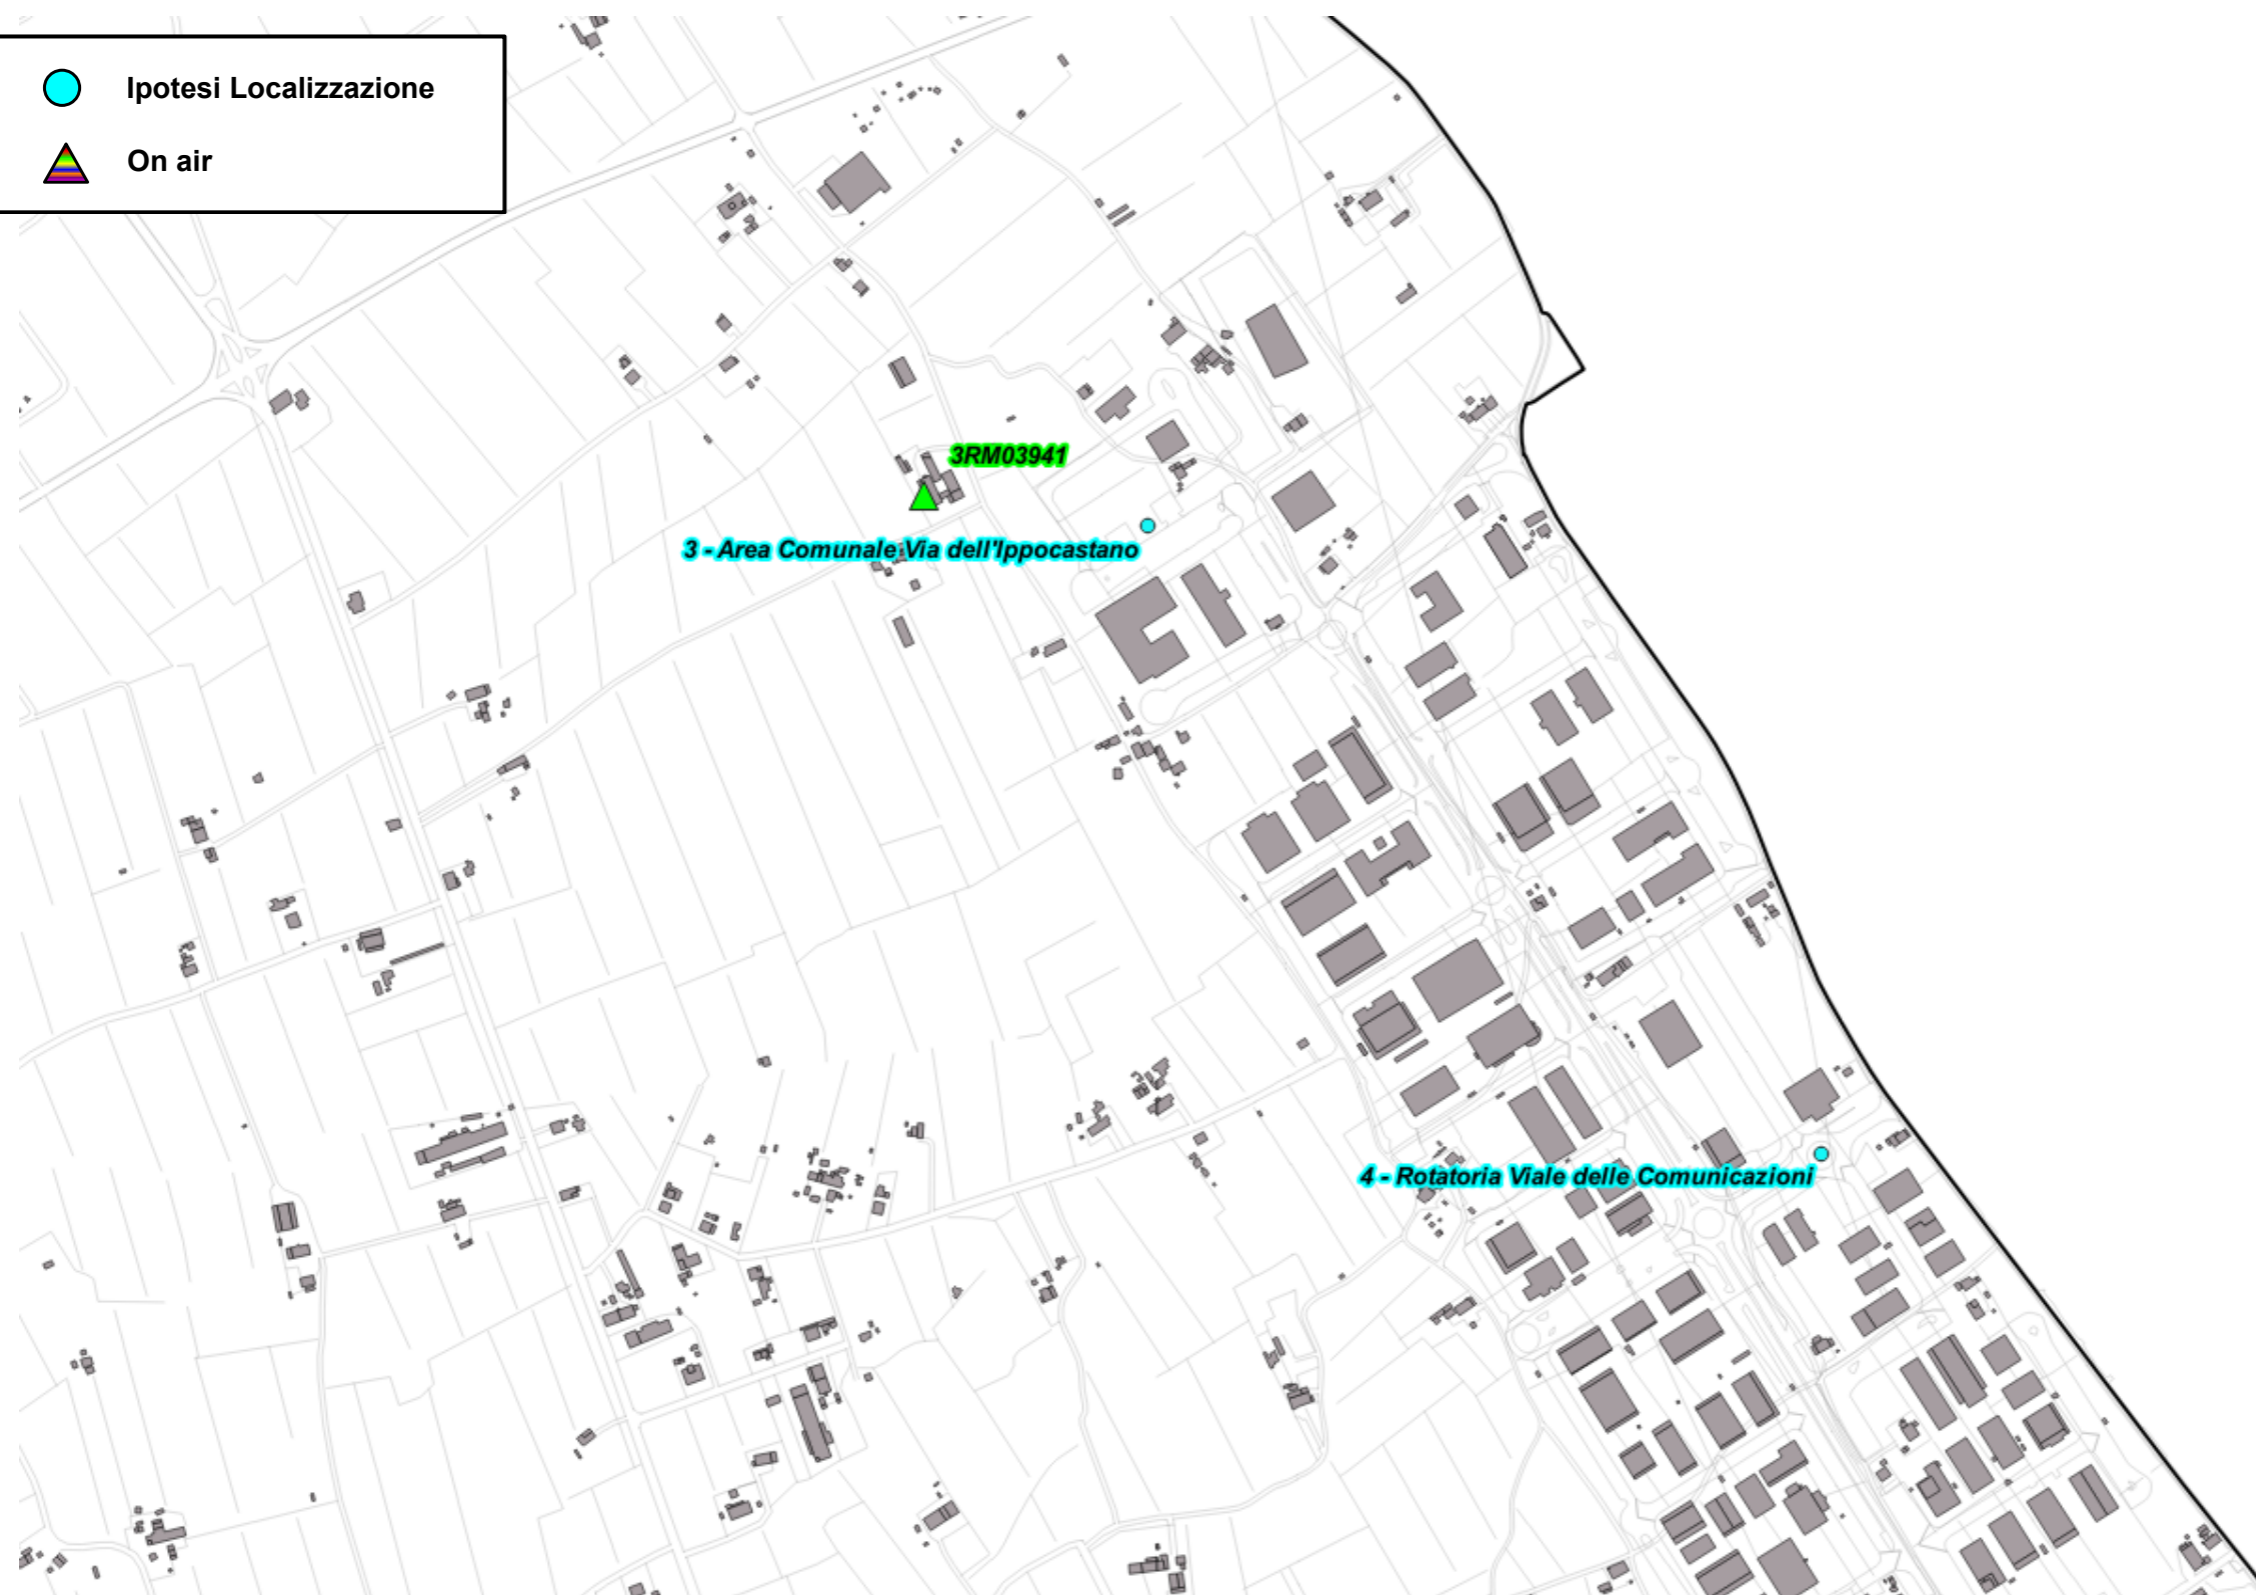 Ipotesi Localizzazione
On air
3RM03941
3 - Area Comunale Via dell'Ippocastano
4 - Rotatoria Viale delle Comunicazioni